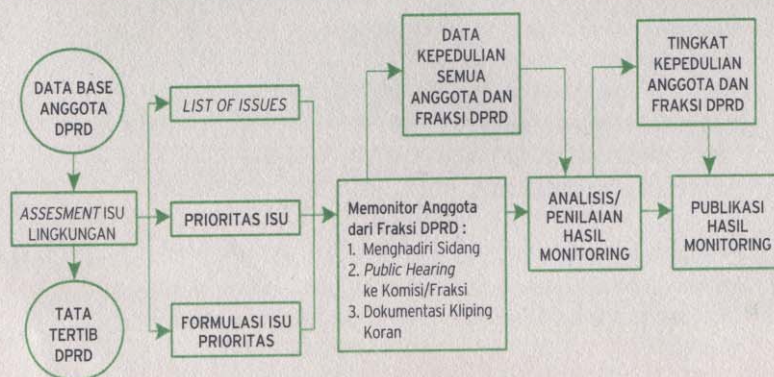 DATA BASE
ANGGOTA
DPRD
ASSESMENT ISU
LINGKUNGAN
TATA
TERTIB
DPRD
LIST OF ISSUES
PRIORITAS ISU
FORMULASI ISU
PRIORITAS
Memonitor Anggota
dari Fraksi DPRD :
1. Menghadiri Sidang
2. Public Hearing
ke Komisi/Fraksi
3. Dokumentasi Kliping
Koran
DATA
KEPEDULIAN
SEMUA
ANGGOTA DAN
FRAKSI DPRD
ANALISIS/
PENILAIAN
HASIL
MONITORING
TINGKAT
KEPEDULIAN
ANGGOTA DAN
FRAKSI DPRD
PUBLIKASI
HASIL
MONITORING